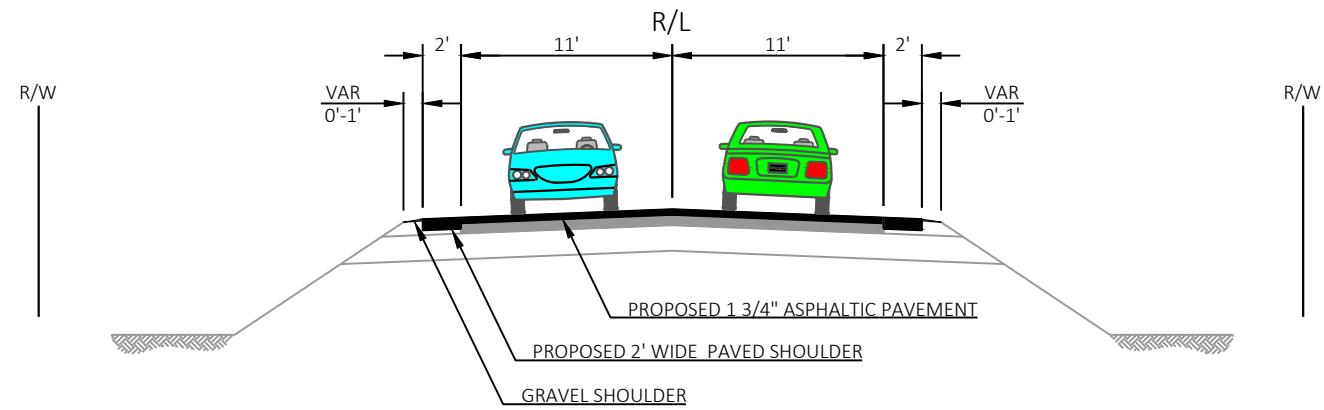 R/L
2'
11'
11'
2'
R/W
VAR
0'-1'
VAR
0'-1'
R/W
PROPOSED 1 3/4" ASPHALTIC PAVEMENT
PROPOSED 2' WIDE PAVED SHOULDER
GRAVEL SHOULDER